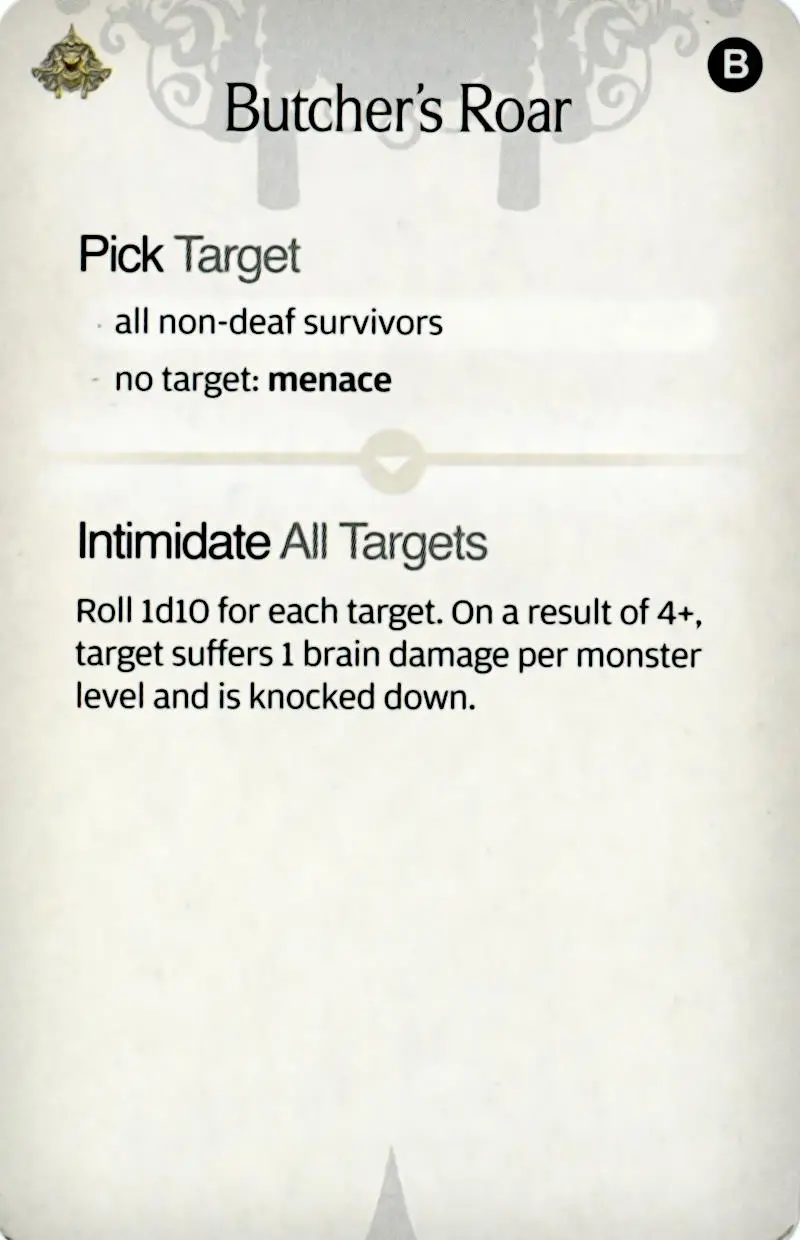 B
Butcher's Roar
Pick Target
· all non-deaf survivors
- no target: menace
Intimidate All Targets
Roll 1d10 for each target. On a result of 4+,
target suffers 1 brain damage per monster
level and is knocked down.